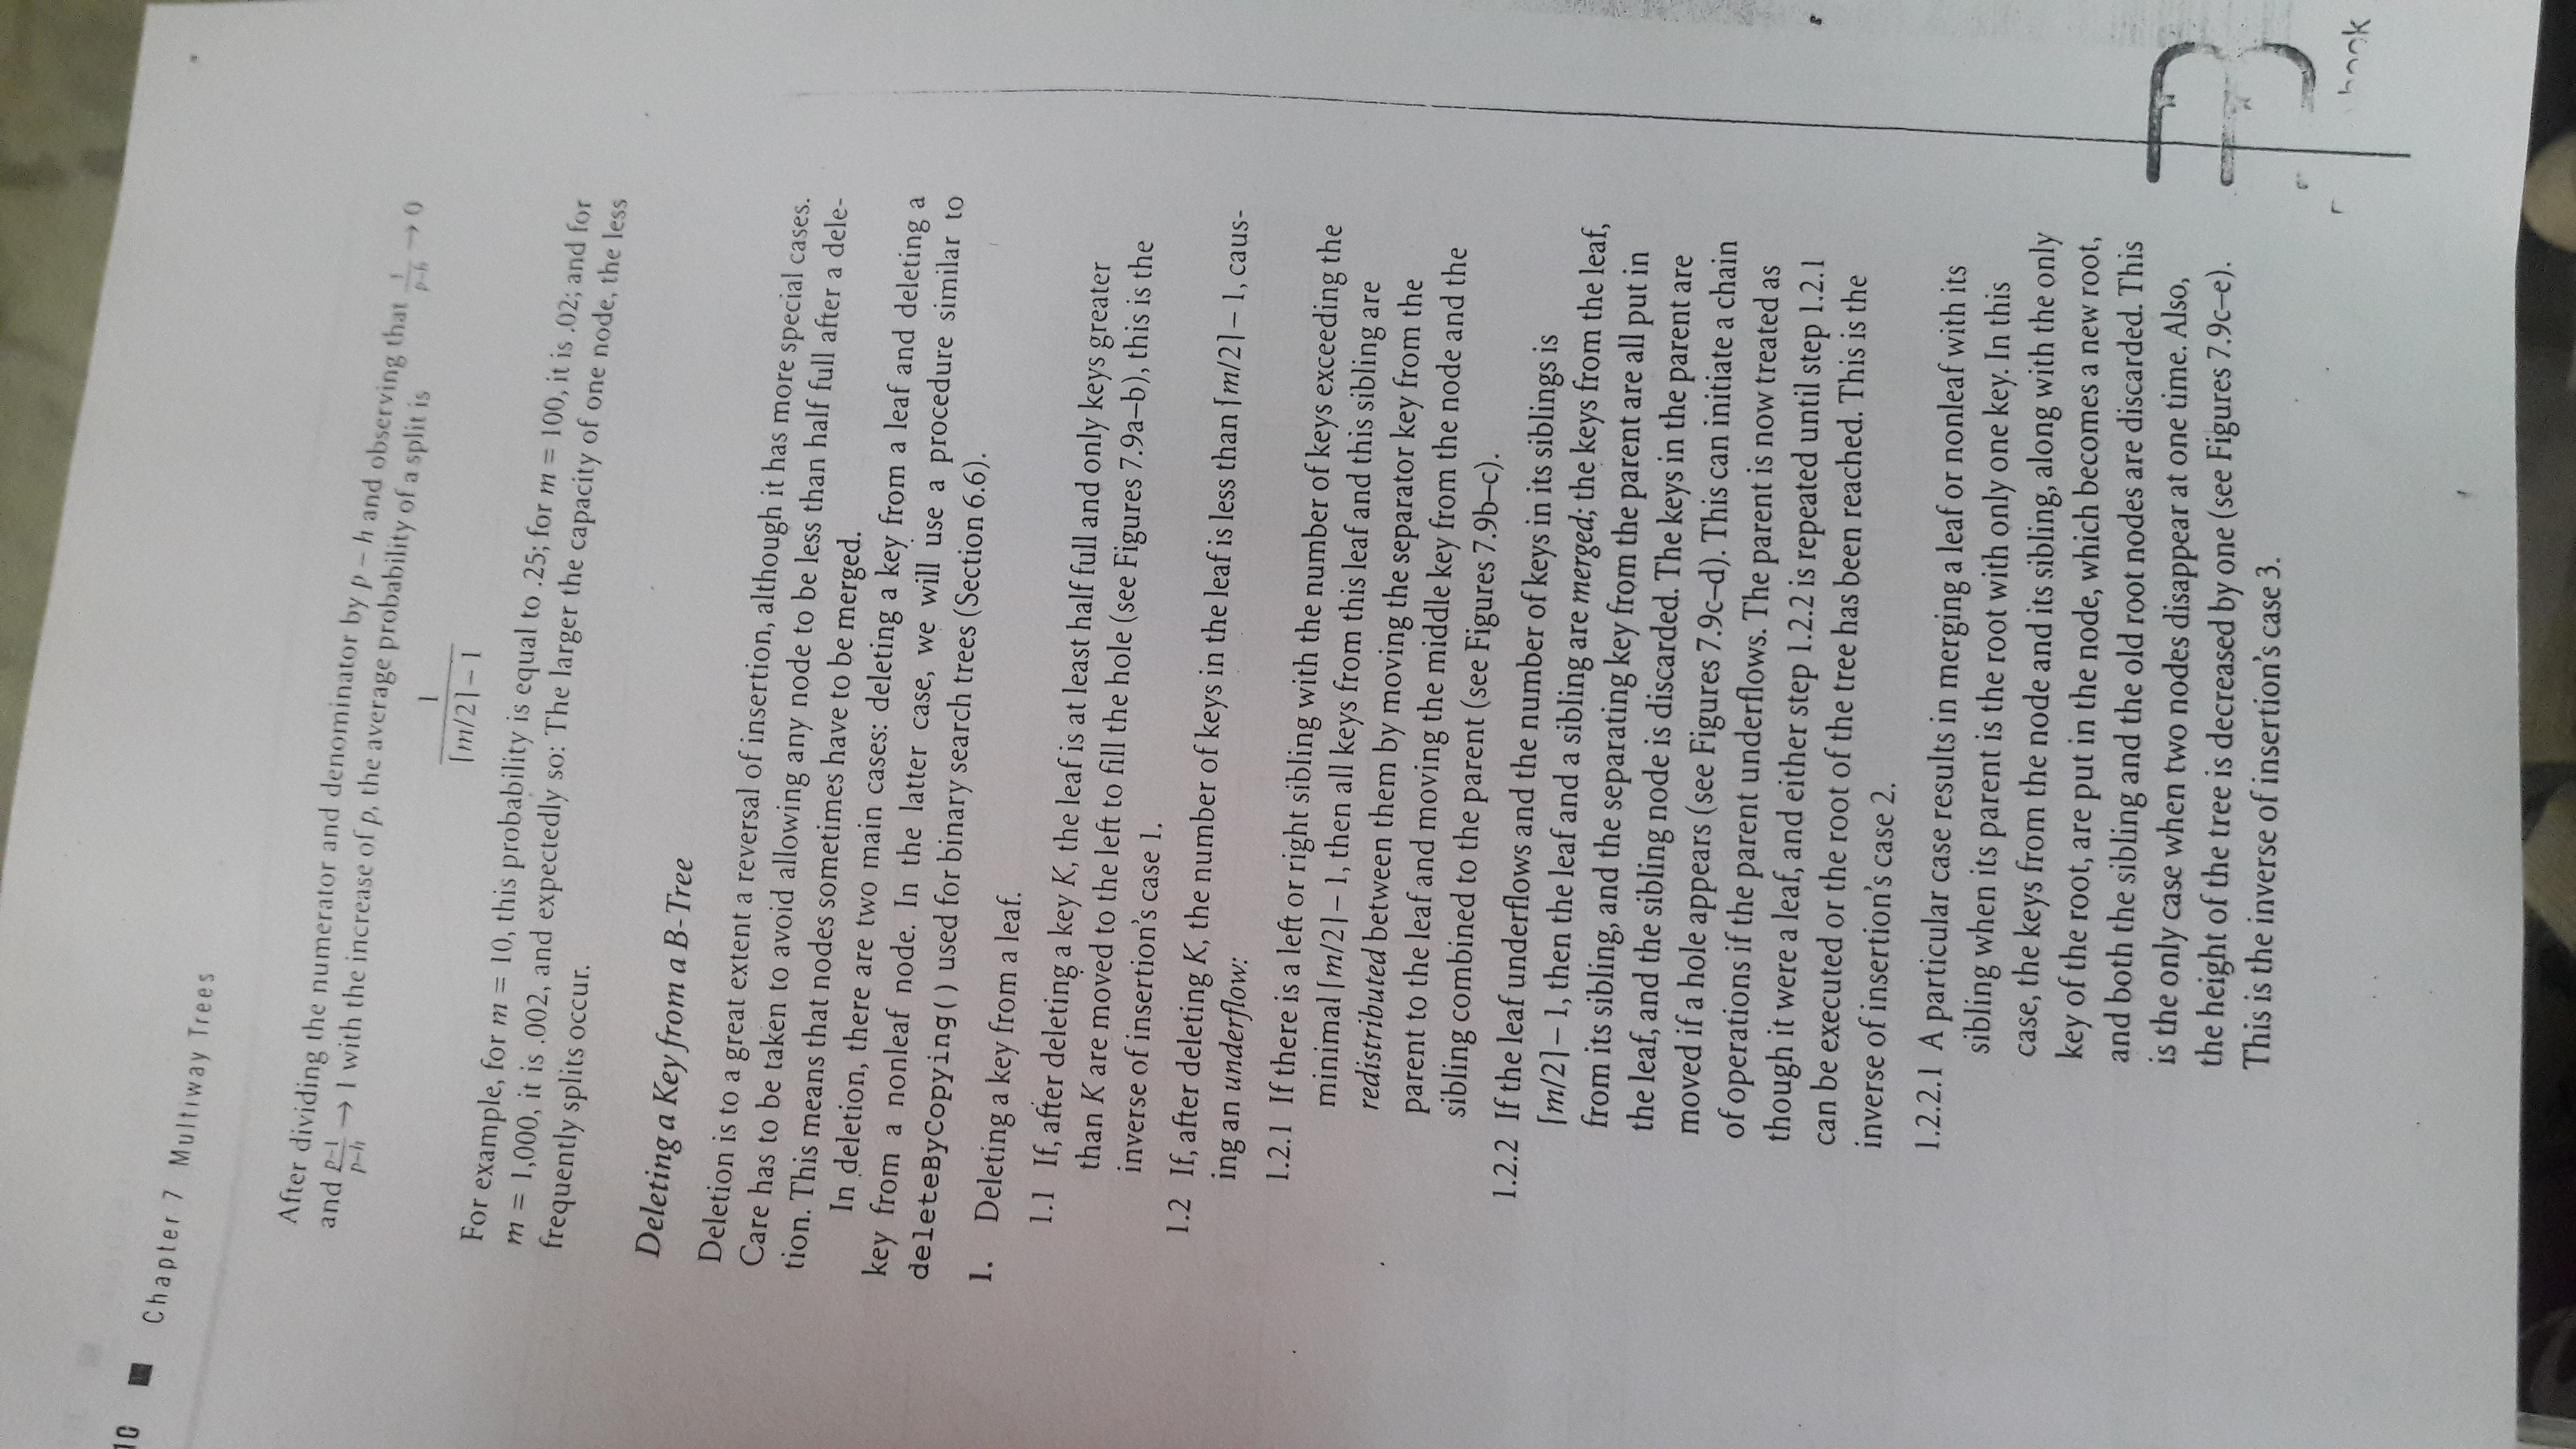 10 ■ Chapter 7 Multiway Trees
After dividing the numerator and denominator by p – h and observing that 1/p–h → 0
and p–1/p–h → 1 with the increase of p, the average probability of a split is
1
⌈m/2⌉ – 1
For example, for m = 10, this probability is equal to .25; for m = 100, it is .02; and for
m = 1,000, it is .002, and expectedly so: The larger the capacity of one node, the less
frequently splits occur.
Deleting a Key from a B-Tree
Deletion is to a great extent a reversal of insertion, although it has more special cases.
Care has to be taken to avoid allowing any node to be less than half full after a dele-
tion. This means that nodes sometimes have to be merged.
In deletion, there are two main cases: deleting a key from a leaf and deleting a
key from a nonleaf node. In the latter case, we will use a procedure similar to
deleteByCopying() used for binary search trees (Section 6.6).
1. Deleting a key from a leaf.
1.1 If, after deleting a key K, the leaf is at least half full and only keys greater
than K are moved to the left to fill the hole (see Figures 7.9a–b), this is the
inverse of insertion's case 1.
1.2 If, after deleting K, the number of keys in the leaf is less than ⌈m/2⌉ – 1, caus-
ing an underflow:
1.2.1 If there is a left or right sibling with the number of keys exceeding the
minimal ⌈m/2⌉ – 1, then all keys from this leaf and this sibling are
redistributed between them by moving the separator key from the
parent to the leaf and moving the middle key from the node and the
sibling combined to the parent (see Figures 7.9b–c).
1.2.2 If the leaf underflows and the number of keys in its siblings is
⌈m/2⌉ – 1, then the leaf and a sibling are merged; the keys from the leaf,
from its sibling, and the separating key from the parent are all put in
the leaf, and the sibling node is discarded. The keys in the parent are
moved if a hole appears (see Figures 7.9c–d). This can initiate a chain
of operations if the parent underflows. The parent is now treated as
though it were a leaf, and either step 1.2.2 is repeated until step 1.2.1
can be executed or the root of the tree has been reached. This is the
inverse of insertion's case 2.
1.2.2.1 A particular case results in merging a leaf or nonleaf with its
sibling when its parent is the root with only one key. In this
case, the keys from the node and its sibling, along with the only
key of the root, are put in the node, which becomes a new root,
and both the sibling and the old root nodes are discarded. This
is the only case when two nodes disappear at one time. Also,
the height of the tree is decreased by one (see Figures 7.9c–e).
This is the inverse of insertion's case 3.
book